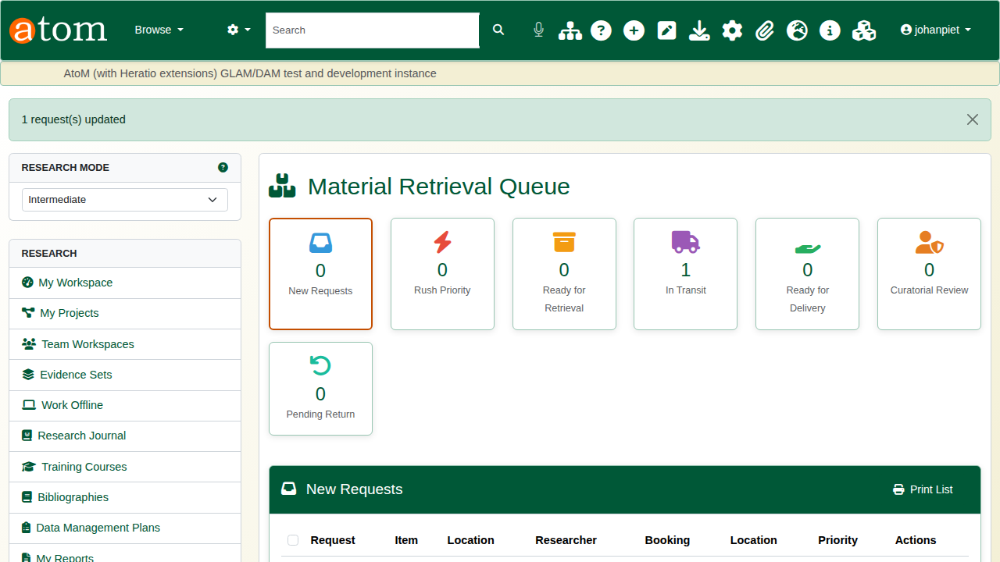 atom
Browse
Search
johanpiet
AtoM (with Heratio extensions) GLAM/DAM test and development instance
1 request(s) updated
RESEARCH MODE
Intermediate
RESEARCH
My Workspace
My Projects
Team Workspaces
Evidence Sets
Work Offline
Research Journal
Training Courses
Bibliographies
Data Management Plans
My Reports
Material Retrieval Queue
0
New Requests
0
Rush Priority
0
Ready for
Retrieval
1
In Transit
0
Ready for
Delivery
0
Curatorial Review
0
Pending Return
New Requests
Print List
Request Item Location Researcher Booking Location Priority Actions